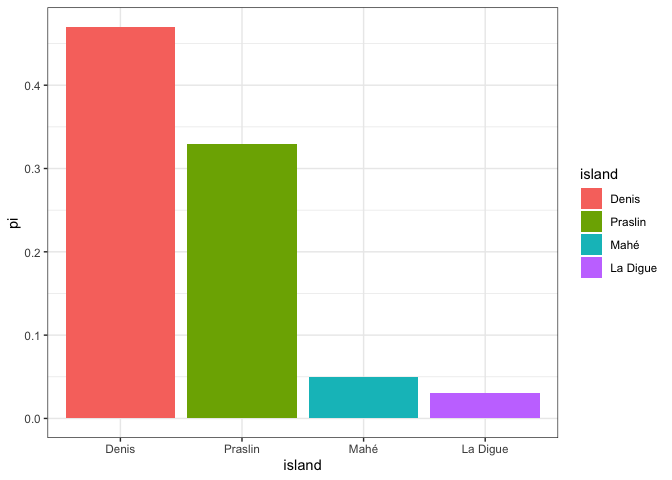 pi
0.4
0.3
0.2
0.1
0.0
Denis Praslin Mahé La Digue
island
island
Denis
Praslin
Mahé
La Digue